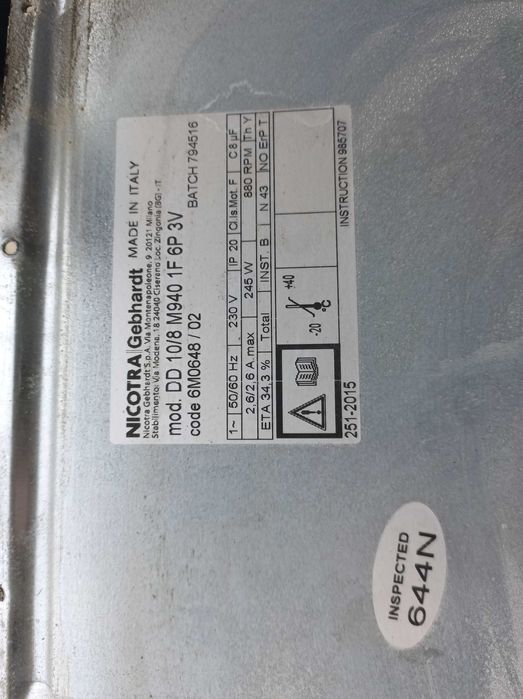 NICOTRA Gebhardt MADE IN ITALY
Nicotra Gebhardt S.p.A. Via Montenapoleone, 9 20121 Milano
Stabilimento: Via Modena, 18 24040 Ciserano Loc. Zingonia (BG) - IT
mod. DD 10/8 M940 1F 6P 3V
code 6M0648 / 02 BATCH 794516
1~ 50/60 Hz 230 V IP 20 Cl.Is.Mot. F C 8 µF
2,6/2,6 A max 245 W 880 RPM Th Y
ETA 34,3 % Total INST. B N 43 NO ErP T.
-20 +40
°C
251-2015 INSTRUCTION 985707
INSPECTED
644N